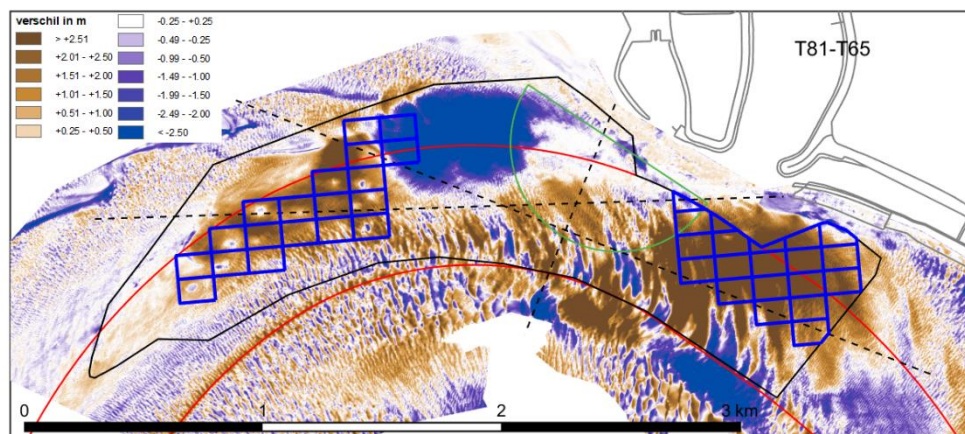 verschil in m
> +2.51
+2.01 - +2.50
+1.51 - +2.00
+1.01 - +1.50
+0.51 - +1.00
+0.25 - +0.50
-0.25 - +0.25
-0.49 - -0.25
-0.99 - -0.50
-1.49 - -1.00
-1.99 - -1.50
-2.49 - -2.00
< -2.50
T81-T65
0 1 2 3 km